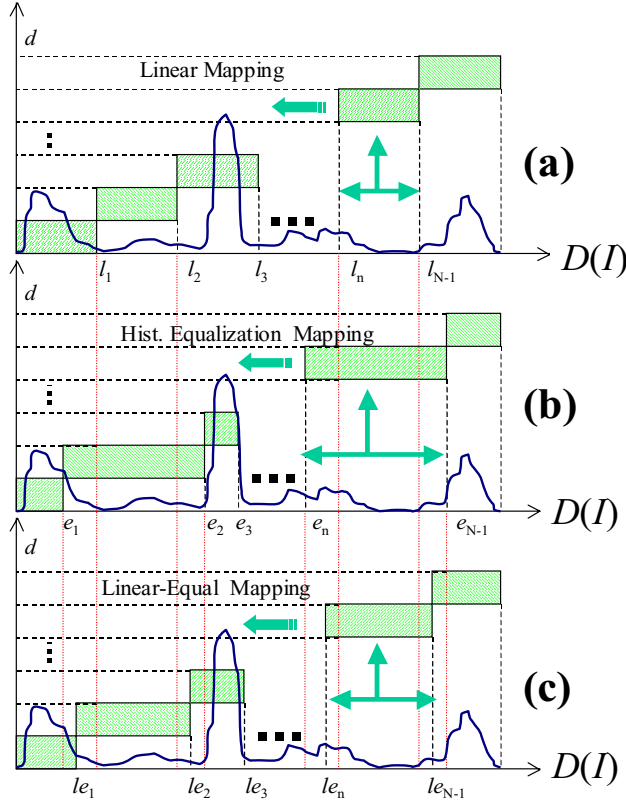 d
Linear Mapping
(a)
l1 l2 l3 ... ln lN-1 D(I)
d
Hist. Equalization Mapping
(b)
e1 e2 e3 ... en eN-1 D(I)
d
Linear-Equal Mapping
(c)
le1 le2 le3 ... len leN-1 D(I)